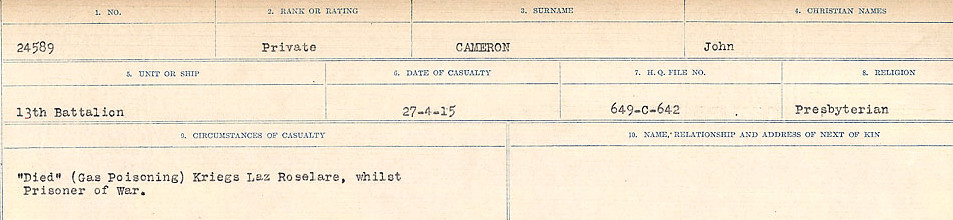 1. NO. 2. RANK OR RATING 3. SURNAME 4. CHRISTIAN NAMES
24589 Private CAMERON John
5. UNIT OR SHIP 6. DATE OF CASUALTY 7. H.Q. FILE NO. 8. RELIGION
13th Battalion 27-4-15 649-C-642 Presbyterian
9. CIRCUMSTANCES OF CASUALTY 10. NAME, RELATIONSHIP AND ADDRESS OF NEXT OF KIN
"Died" (Gas Poisoning) Kriegs Laz Roselare, whilst
Prisoner of War.